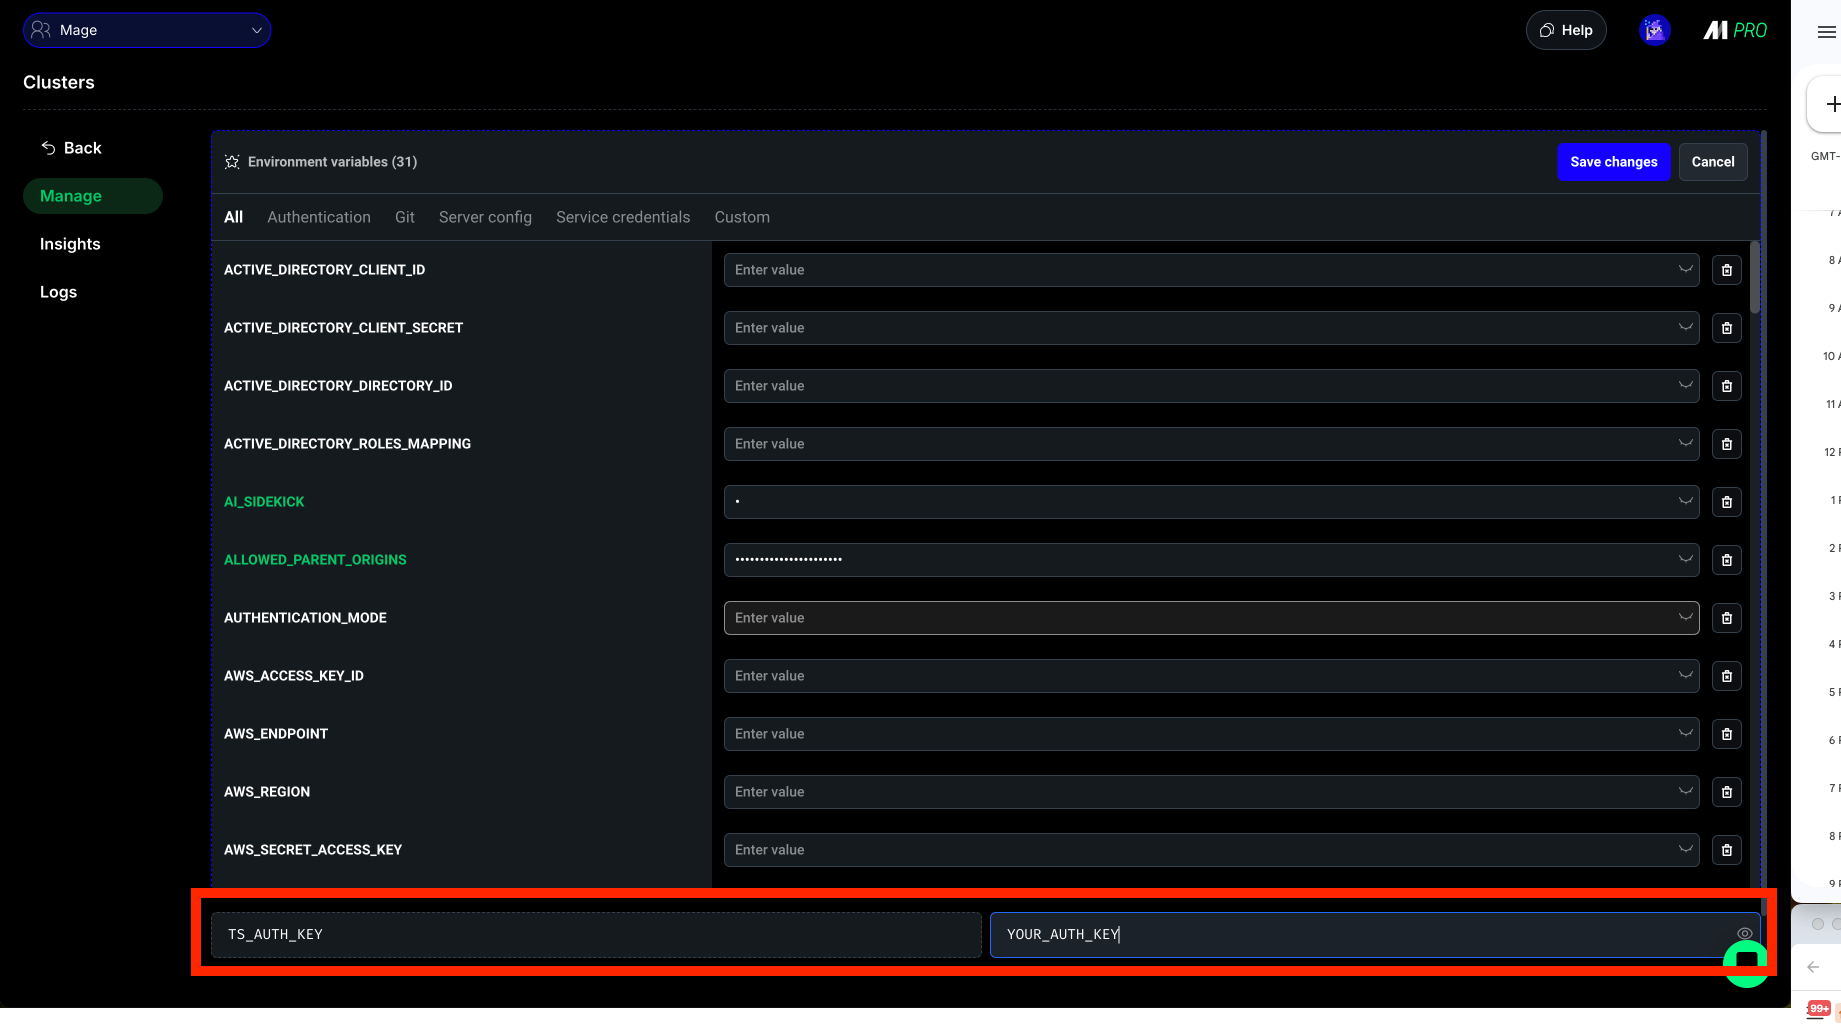 Mage
Help
PRO
Clusters
Back
Manage
Insights
Logs
Environment variables (31)
Save changes
Cancel
All Authentication Git Server config Service credentials Custom
ACTIVE_DIRECTORY_CLIENT_ID Enter value
ACTIVE_DIRECTORY_CLIENT_SECRET Enter value
ACTIVE_DIRECTORY_DIRECTORY_ID Enter value
ACTIVE_DIRECTORY_ROLES_MAPPING Enter value
AI_SIDEKICK •
ALLOWED_PARENT_ORIGINS ••••••••••••••••••••••
AUTHENTICATION_MODE Enter value
AWS_ACCESS_KEY_ID Enter value
AWS_ENDPOINT Enter value
AWS_REGION Enter value
AWS_SECRET_ACCESS_KEY Enter value
TS_AUTH_KEY YOUR_AUTH_KEY
GMT-
8 A
9 A
10 A
11 A
12 P
1 P
2 P
3 P
4 P
5 P
6 P
7 P
8 P
9 P
99+